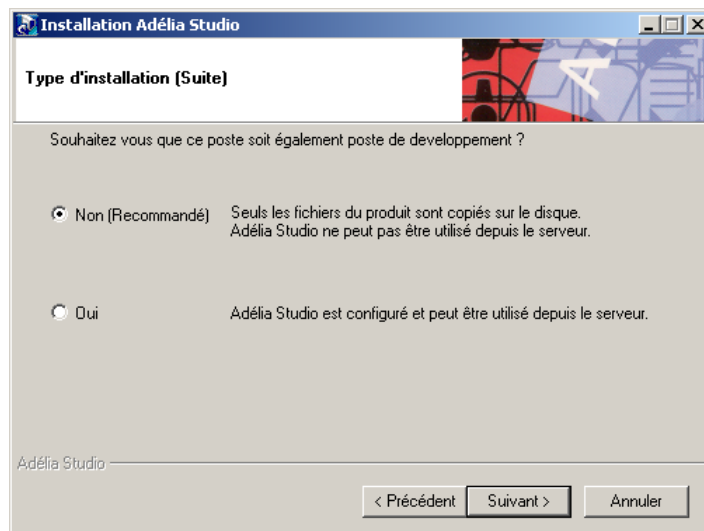 Installation Adélia Studio
Type d'installation (Suite)
A
Souhaitez vous que ce poste soit également poste de developpement ?
Non (Recommandé)
Seuls les fichiers du produit sont copiés sur le disque.
Adélia Studio ne peut pas être utilisé depuis le serveur.
Oui
Adélia Studio est configuré et peut être utilisé depuis le serveur.
Adélia Studio
< Précédent
Suivant >
Annuler